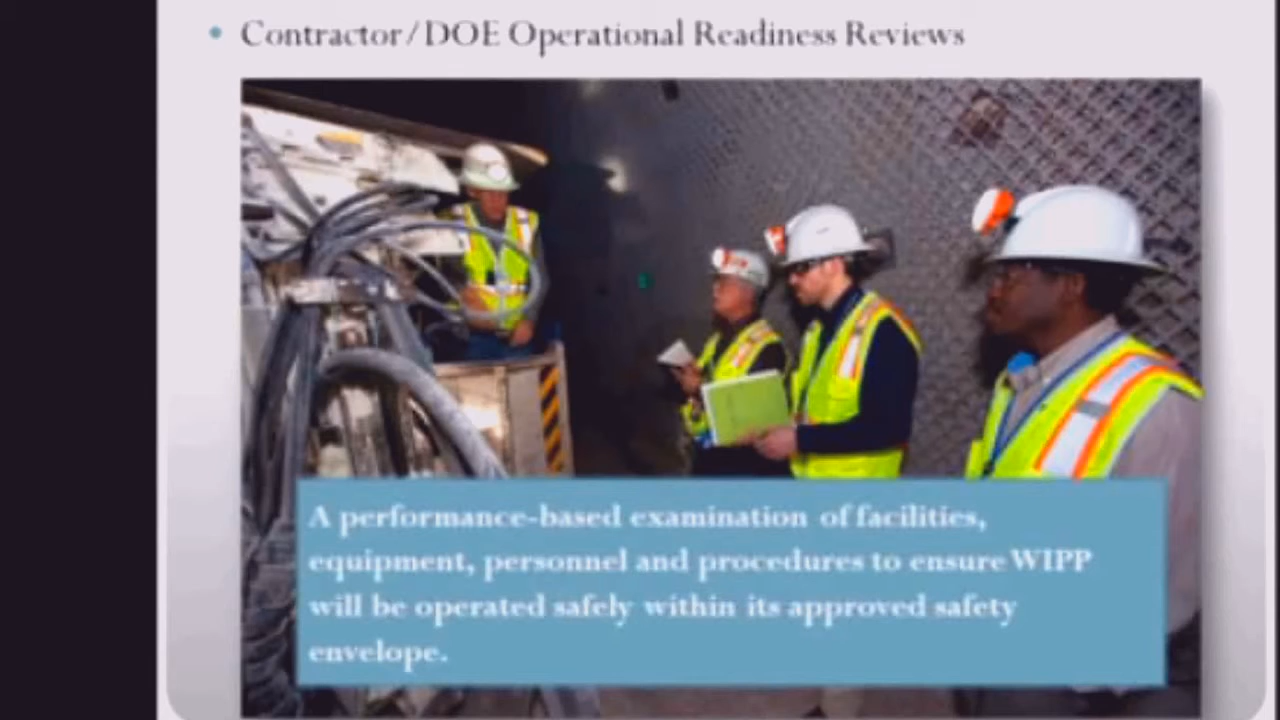 Contractor/DOE Operational Readiness Reviews
A performance-based examination of facilities,
equipment, personnel and procedures to ensure WIPP
will be operated safely within its approved safety
envelope.